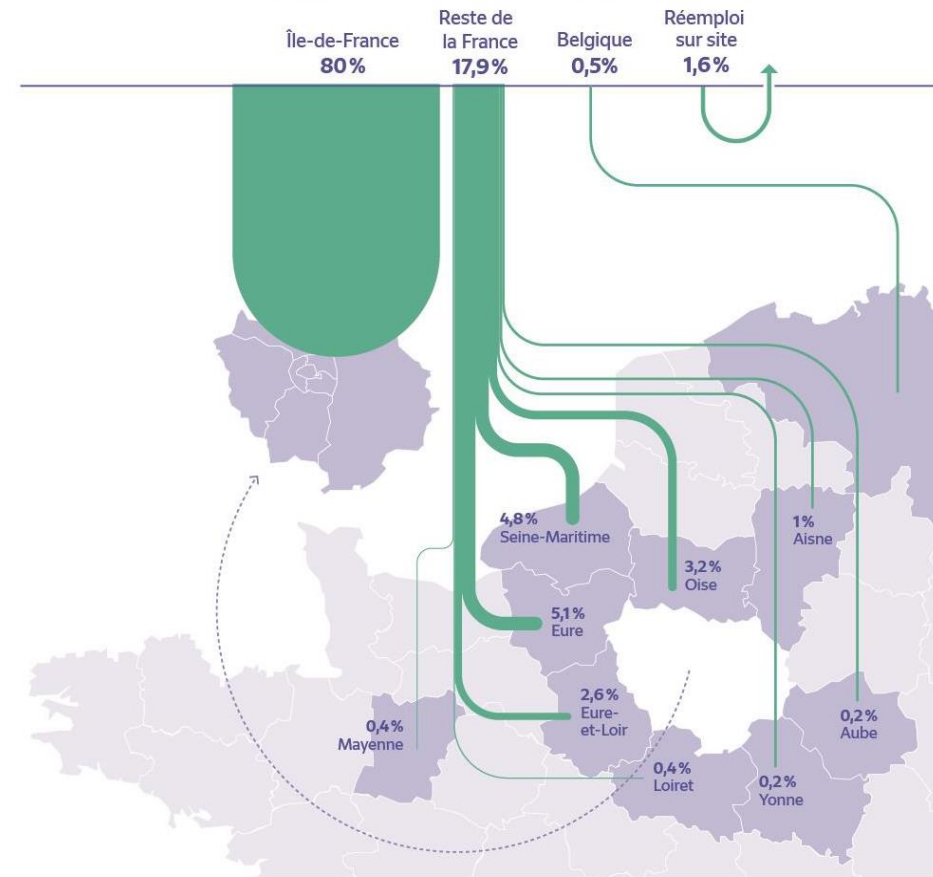 Île-de-France
80 %
Reste de
la France
17,9 %
Belgique
0,5%
Réemploi
sur site
1,6%
4,8%
Seine-Maritime
1%
Aisne
3,2%
Oise
5,1%
Eure
2,6%
Eure-
et-Loir
0,4%
Mayenne
0,4%
Loiret
0,2%
Yonne
0,2%
Aube